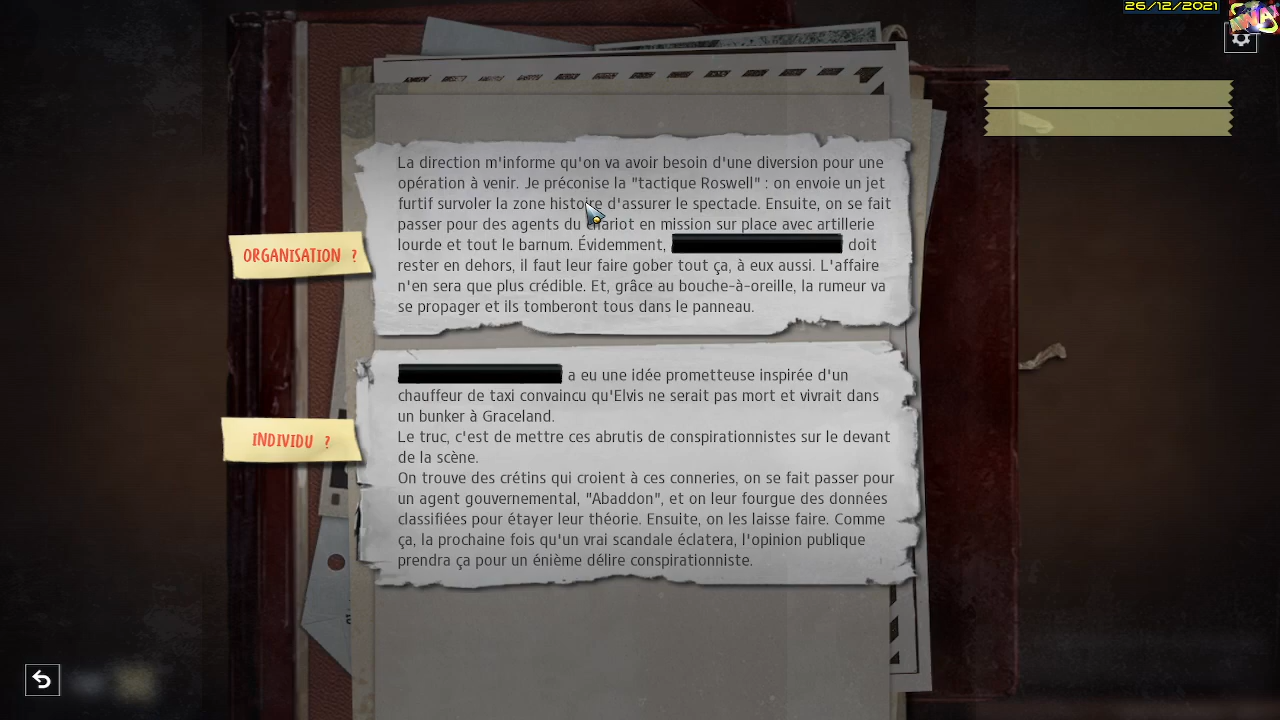 26/12/2021
La direction m'informe qu'on va avoir besoin d'une diversion pour une
opération à venir. Je préconise la "tactique Roswell" : on envoie un jet
furtif survoler la zone histoire d'assurer le spectacle. Ensuite, on se fait
passer pour des agents du chariot en mission sur place avec artillerie
lourde et tout le barnum. Évidemment, doit
rester en dehors, il faut leur faire gober tout ça, à eux aussi. L'affaire
n'en sera que plus crédible. Et, grâce au bouche-à-oreille, la rumeur va
se propager et ils tomberont tous dans le panneau.
ORGANISATION ?
a eu une idée prometteuse inspirée d'un
chauffeur de taxi convaincu qu'Elvis ne serait pas mort et vivrait dans
un bunker à Graceland.
Le truc, c'est de mettre ces abrutis de conspirationnistes sur le devant
de la scène.
On trouve des crétins qui croient à ces conneries, on se fait passer pour
un agent gouvernemental, "Abaddon", et on leur fourgue des données
classifiées pour étayer leur théorie. Ensuite, on les laisse faire. Comme
ça, la prochaine fois qu'un vrai scandale éclatera, l'opinion publique
prendra ça pour un énième délire conspirationniste.
INDIVIDU ?